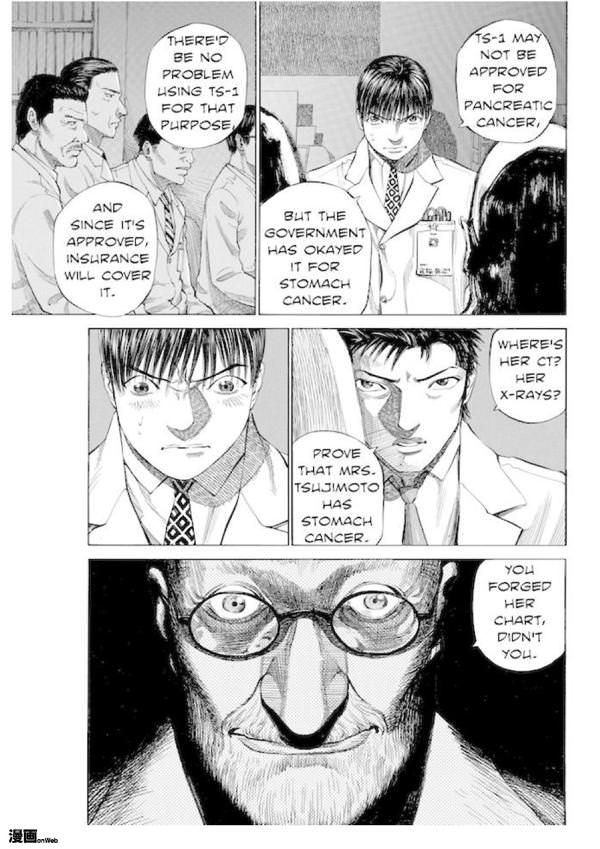 TS-1 MAY
NOT BE
APPROVED
FOR
PANCREATIC
CANCER,
BUT THE
GOVERNMENT
HAS OKAYED
IT FOR
STOMACH
CANCER.
THERE'D
BE NO
PROBLEM
USING TS-1
FOR THAT
PURPOSE,
AND
SINCE IT'S
APPROVED,
INSURANCE
WILL COVER
IT.
WHERE'S
HER CT?
HER
X-RAYS?
PROVE
THAT MRS.
TSUJIMOTO
HAS
STOMACH
CANCER.
YOU
FORGED
HER
CHART,
DIDN'T
YOU.
漫画onWeb